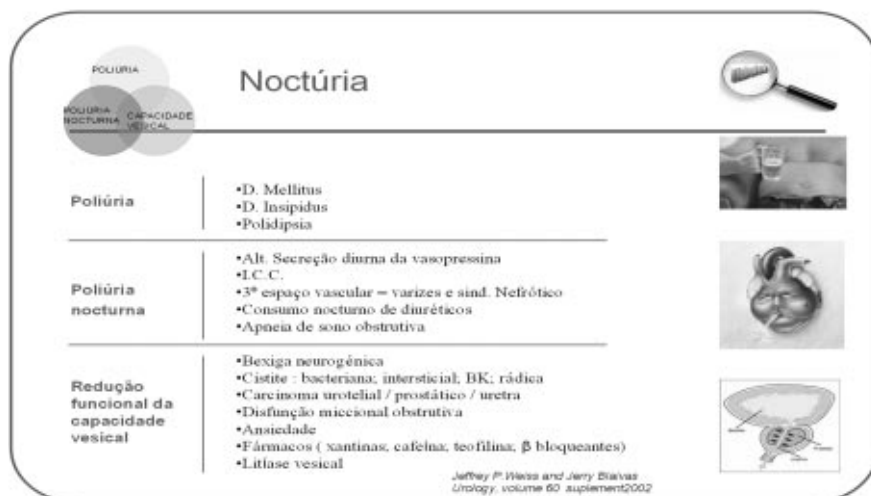 POLIÚRIA
POLIÚRIA
NOCTURNA
CAPACIDADE
VESICAL
Noctúria
Poliúria
•D. Mellitus
•D. Insipidus
•Polidipsia
Poliúria
nocturna
•Alt. Secreção diurna da vasopressina
•I.C.C.
•3º espaço vascular – varizes e sind. Nefrótico
•Consumo nocturno de diuréticos
•Apneia de sono obstrutiva
Redução
funcional da
capacidade
vesical
•Bexiga neurogénica
•Cistite : bacteriana; intersticial; BK; rádica
•Carcinoma urotelial / prostático / uretra
•Disfunção miccional obstrutiva
•Ansiedade
•Fármacos ( xantinas; cafeína; teofilina; β bloqueantes)
•Litíase vesical
Jeffrey P.Weiss and Jerry Blaivas
Urology, volume 60 suplement2002